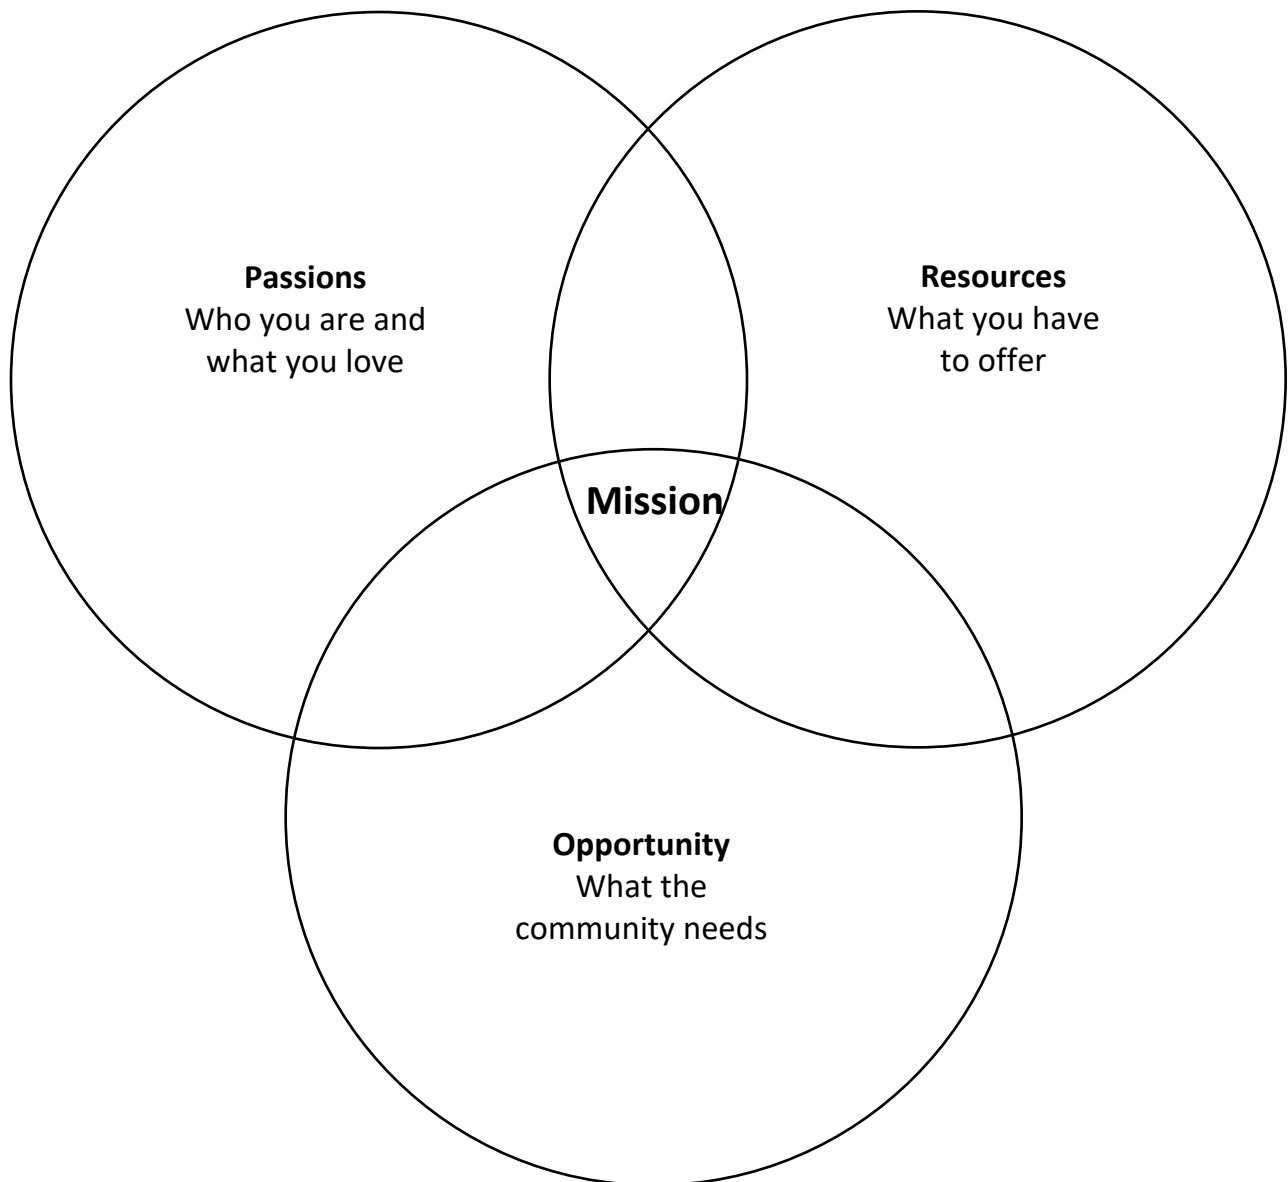 Passions
Who you are and
what you love
Resources
What you have
to offer
Mission
Opportunity
What the
community needs